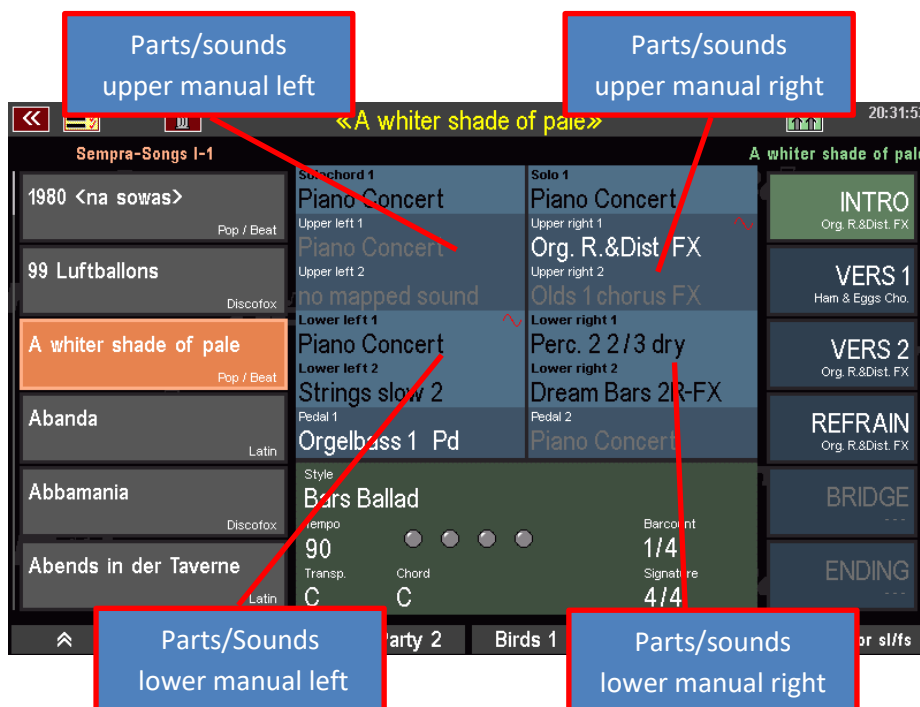 Parts/sounds
upper manual left
Parts/sounds
upper manual right
«A whiter shade of pale»
20:31:53
Sempra-Songs I-1
A whiter shade of pale
1980 <na sowas>
Pop / Beat
99 Luftballons
Discofox
A whiter shade of pale
Pop / Beat
Abanda
Latin
Abbamania
Discofox
Abends in der Taverne
Latin
Solochord 1
Piano Concert
Solo 1
Piano Concert
Upper left 1
Piano Concert
Upper right 1
Org. R.&Dist. FX
Upper left 2
no mapped sound
Upper right 2
Olds 1 chorus FX
Lower left 1
Piano Concert
Lower right 1
Perc. 2 2/3 dry
Lower left 2
Strings slow 2
Lower right 2
Dream Bars 2R-FX
Pedal 1
Orgelbass 1 Pd
Pedal 2
Piano Concert
Style
Bars Ballad
Tempo
90
Barcount
1/4
Transp.
C
Chord
C
Signature
4/4
INTRO
Org. R.&Dist. FX
VERS 1
Ham & Eggs Cho.
VERS 2
Org. R.&Dist. FX
REFRAIN
Org. R.&Dist. FX
BRIDGE
---
ENDING
---
Party 2
Birds 1
or sl/fs
Parts/Sounds
lower manual left
Parts/sounds
lower manual right